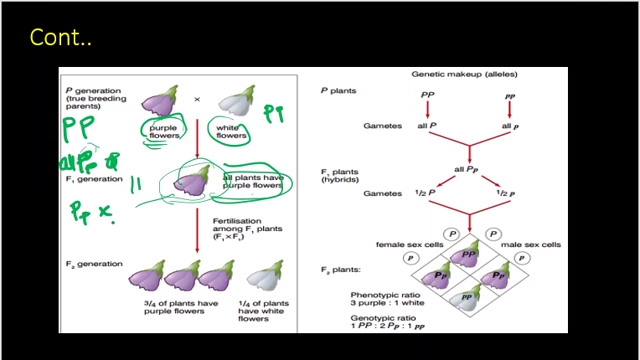 Cont..
P generation
(true breeding
parents)
x
purple
flowers
white
flowers
PP
pp
all Pp
F1 generation
all plants have
purple flowers
Pp x
Fertilisation
among F1 plants
(F1 x F1)
F2 generation
3/4 of plants have
purple flowers
1/4 of plants
have white
flowers
Genetic makeup (alleles)
P plants
PP
pp
Gametes
all P
all p
F1 plants
(hybrids)
all Pp
Gametes
1/2 P
1/2 p
P
P
female sex cells
male sex cells
p
p
PP
Pp
Pp
pp
F2 plants:
Phenotypic ratio
3 purple : 1 white
Genotypic ratio
1 PP : 2 Pp : 1 pp